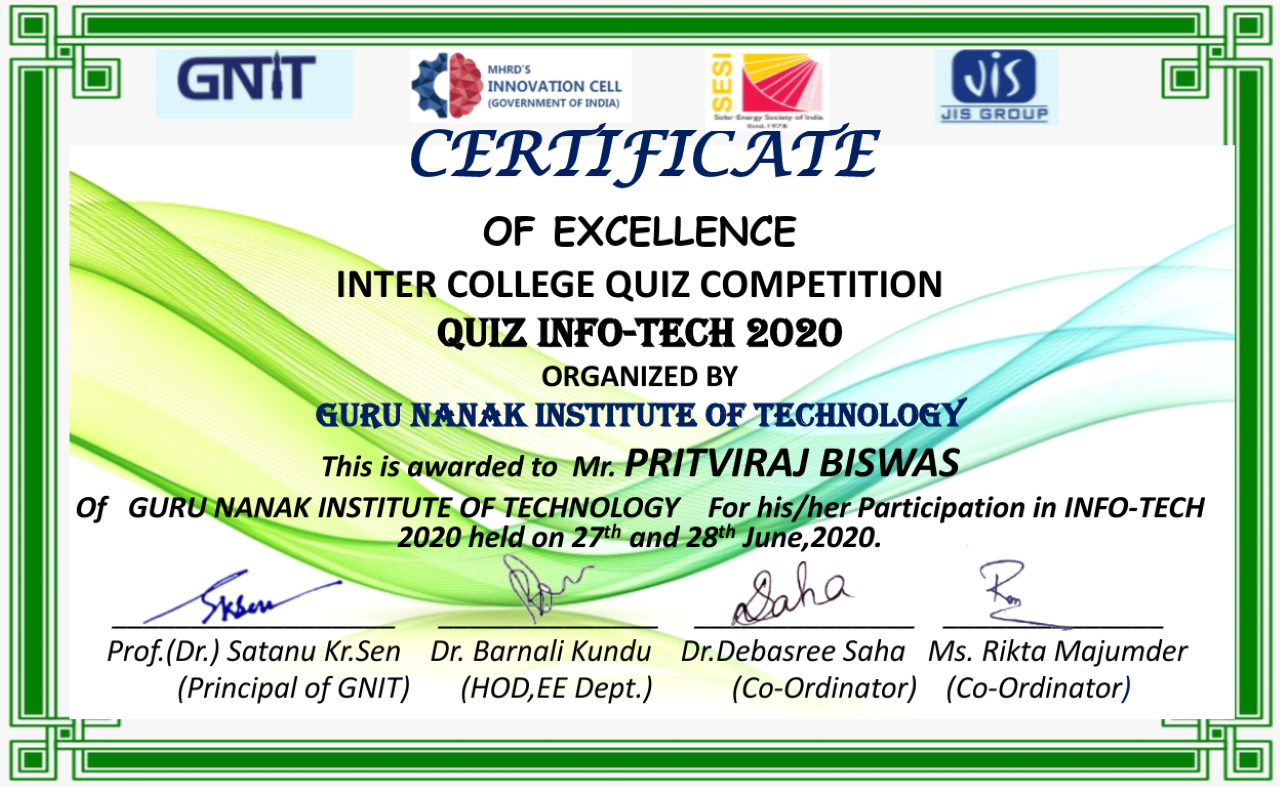 GNIT
MHRD'S
INNOVATION CELL
(GOVERNMENT OF INDIA)
SESI
Solar Energy Society of India
Estd.1978
JIS
JIS GROUP
CERTIFICATE
OF EXCELLENCE
INTER COLLEGE QUIZ COMPETITION
QUIZ INFO-TECH 2020
ORGANIZED BY
GURU NANAK INSTITUTE OF TECHNOLOGY
This is awarded to Mr. PRITVIRAJ BISWAS
Of GURU NANAK INSTITUTE OF TECHNOLOGY For his/her Participation in INFO-TECH
2020 held on 27th and 28th June,2020.
SKSen Saha
Prof.(Dr.) Satanu Kr.Sen Dr. Barnali Kundu Dr.Debasree Saha Ms. Rikta Majumder
(Principal of GNIT) (HOD,EE Dept.) (Co-Ordinator) (Co-Ordinator)